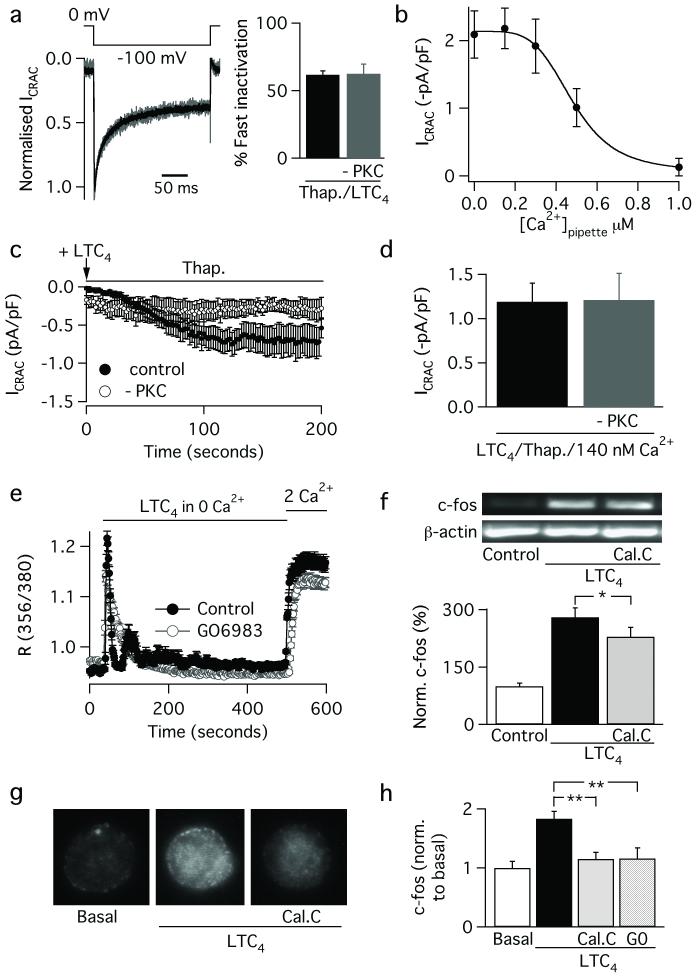 a
0 mV
-100 mV
Normalised I_CRAC
0.0
0.5
1.0
50 ms
% Fast inactivation
100
50
0
- PKC
Thap./LTC4
b
I_CRAC (-pA/pF)
2
1
0
0.0 0.2 0.4 0.6 0.8 1.0
[Ca2+]pipette μM
c
+ LTC4
Thap.
I_CRAC (pA/pF)
0.0
-0.5
-1.0
-1.5
control
- PKC
0 100 200
Time (seconds)
d
I_CRAC (-pA/pF)
1.5
1.0
0.5
0.0
- PKC
LTC4/Thap./140 nM Ca2+
e
LTC4 in 0 Ca2+
2 Ca2+
R (356/380)
1.2
1.1
1.0
Control
GO6983
0 200 400 600
Time (seconds)
f
c-fos
β-actin
Control Cal.C
LTC4
Norm. c-fos (%)
300
150
0
*
Control Cal.C
LTC4
g
Basal Cal.C
LTC4
h
c-fos (norm. to basal)
2
1
0
**
**
Basal Cal.C GO
LTC4